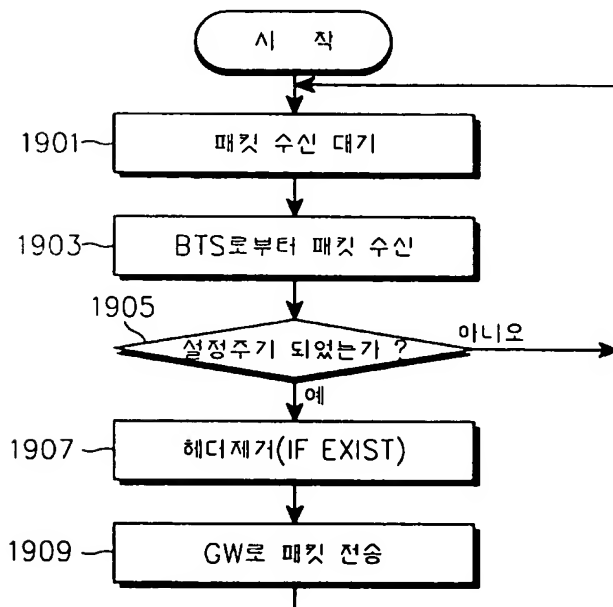 시 작
1901
패킷 수신 대기
1903
BTS로부터 패킷 수신
1905
설정주기 되었는가 ?
아니오
예
1907
헤더제거(IF EXIST)
1909
GW로 패킷 전송